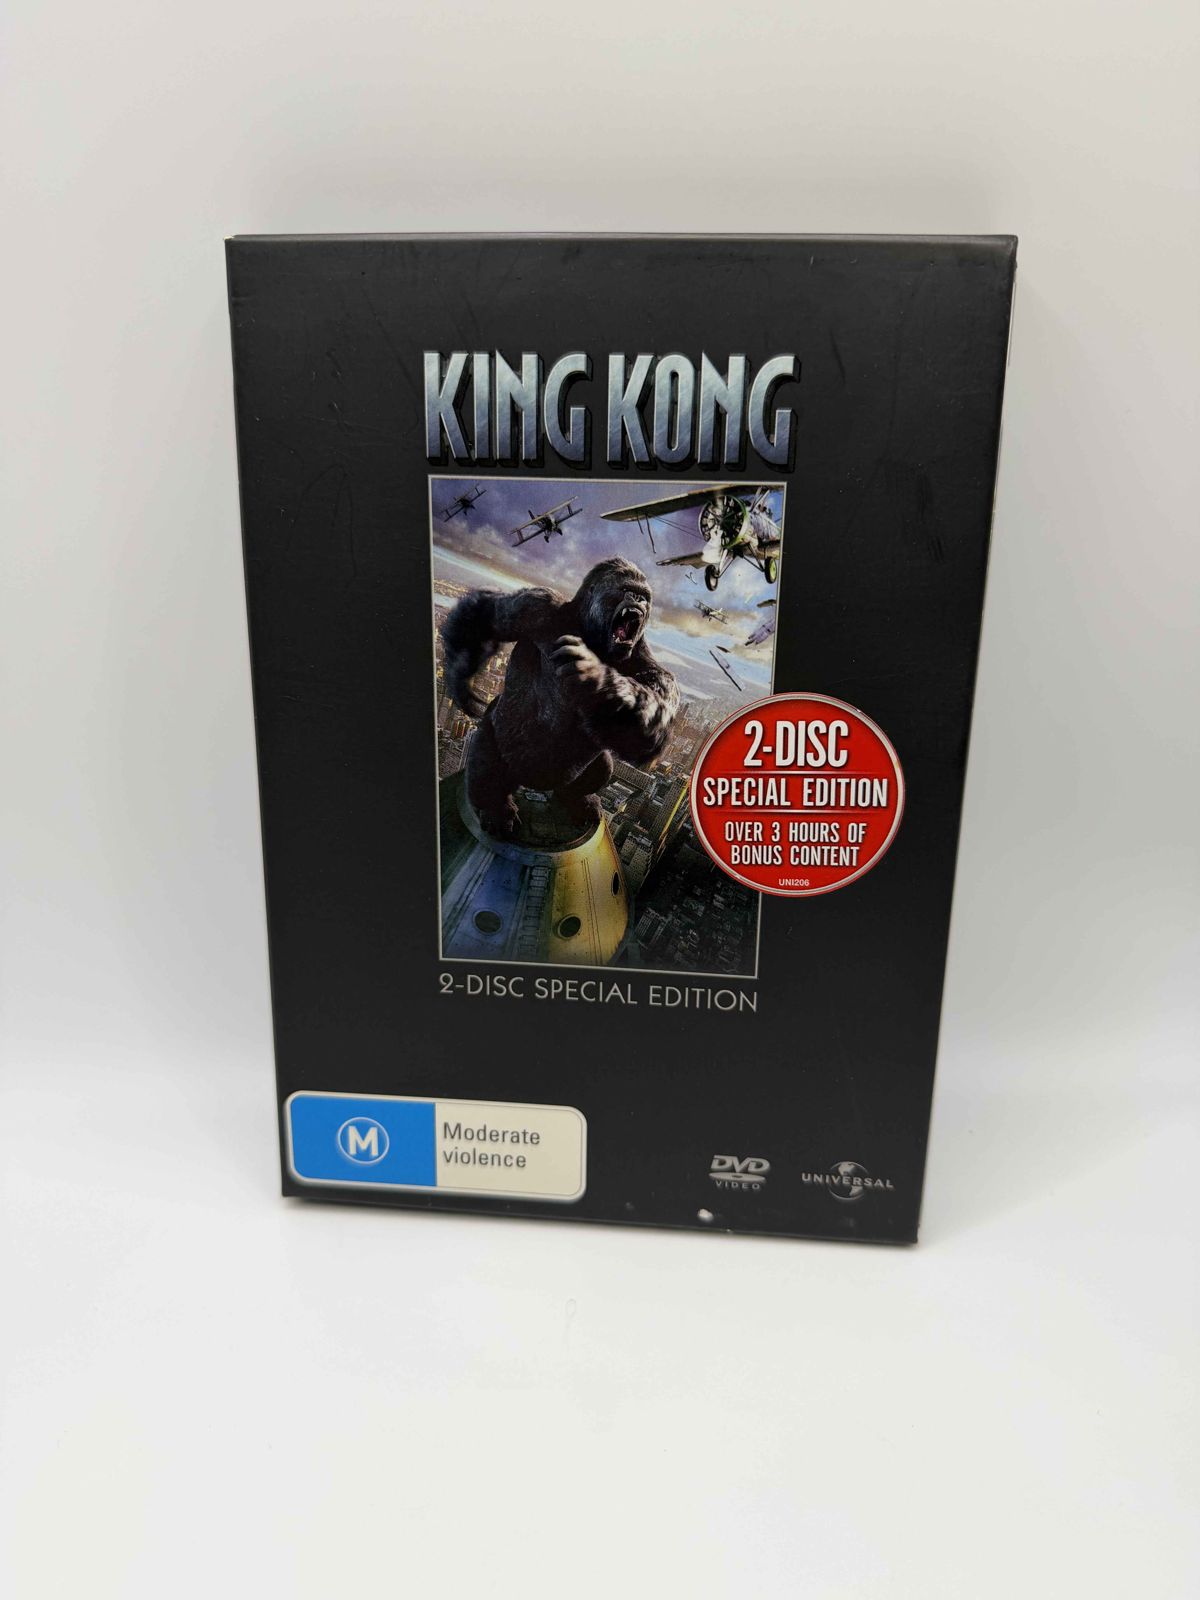 KING KONG
2-DISC
SPECIAL EDITION
OVER 3 HOURS OF
BONUS CONTENT
UNI206
2-DISC SPECIAL EDITION
M
Moderate
violence
DVD
VIDEO
UNIVERSAL